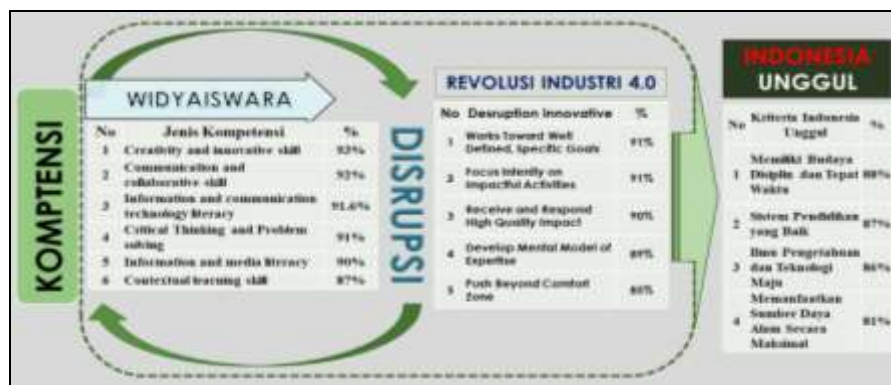 KOMPTENSI
WIDYAISWARA
No Jenis Kompetensi %
1 Creativity and innovative skill 93%
2 Communication and collaborative skill 92%
3 Information and communication technology literacy 91.6%
4 Critical Thinking and Problem solving 91%
5 Information and media literacy 90%
6 Contextual learning skill 87%
DISRUPSI
REVOLUSI INDUSTRI 4.0
No Desruption Innovative %
1 Works Toward Well Defined, Specific Goals 91%
2 Focus Intently on Impactful Activities 91%
3 Receive and Respond High Quality Impact 90%
4 Develop Mental Model of Expertise 89%
5 Push Beyond Comfort Zone
INDONESIA
UNGGUL
No Kriteria Indonesia Unggul %
1 Memiliki Budaya Disiplin dan Tepat Waktu 88%
2 Sistem Pendidikan yang Baik 87%
3 Ilmu Pengetahuan dan Teknologi Maju 86%
4 Memanfaatkan Sumber Daya Alam Secara Maksimal 81%